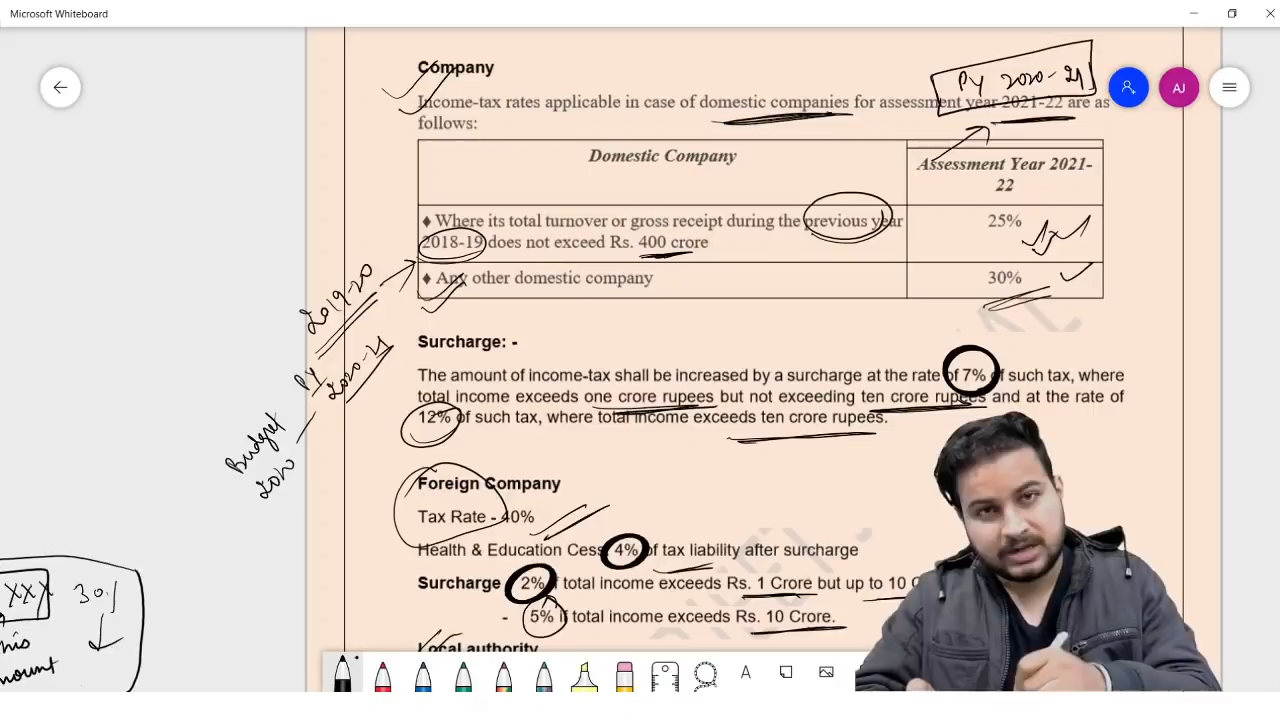 Microsoft Whiteboard
Company
PY 2020-21
AJ
Income-tax rates applicable in case of domestic companies for assessment year 2021-22 are as
follows:
Domestic Company
Assessment Year 2021-
22
♦ Where its total turnover or gross receipt during the previous year
2018-19 does not exceed Rs. 400 crore
25%
♦ Any other domestic company
30%
2019-20
PY
2020-21
Budget
2020
Surcharge: -
The amount of income-tax shall be increased by a surcharge at the rate of 7% of such tax, where
total income exceeds one crore rupees but not exceeding ten crore rupees and at the rate of
12% of such tax, where total income exceeds ten crore rupees.
Foreign Company
Tax Rate - 40%
Health & Education Cess 4% of tax liability after surcharge
Surcharge 2% if total income exceeds Rs. 1 Crore but up to 10
- 5% if total income exceeds Rs. 10 Crore.
Local authority
XXX 30%
this
mount
A